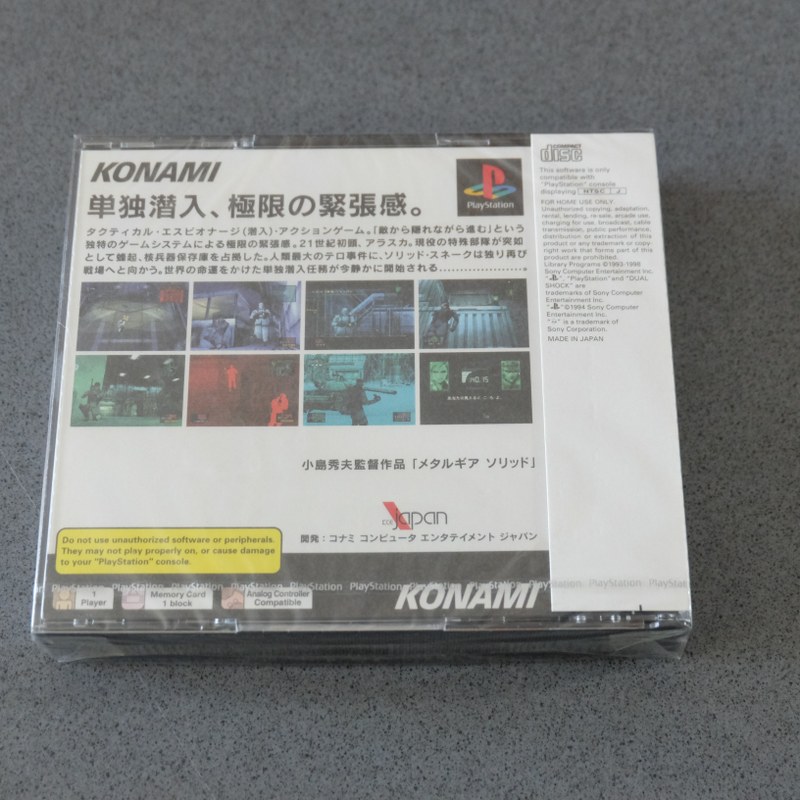 KONAMI
PlayStation
単独潜入、極限の緊張感。
タクティカル・エスピオナージ(潜入)・アクションゲーム。「敵から隠れながら進む」という
独特のゲームシステムによる極限の緊張感。21世紀初頭、アラスカ。現役の特殊部隊が突如
として蜂起、核兵器保存庫を占拠した。人類最大のテロ事件に、ソリッド・スネークは独り再び
戦場へと向かう。世界の命運をかけた単独潜入任務が今静かに開始される
小島秀夫監督作品「メタルギア ソリッド」
Japan
開発：コナミ コンピュータ エンタテイメント ジャパン
Do not use unauthorized software or peripherals.
They may not play properly on, or cause damage
to your "PlayStation" console.
PlayStation PlayStation PlayStation PlayStation PlayStation PlayStation
1
Player
Memory Card
1 block
Analog Controller
Compatible
KONAMI
COMPACT
disc
This software is only
compatible with
"PlayStation" console
displaying NTSC J
FOR HOME USE ONLY.
Unauthorized copying, adaptation,
rental, lending, re-sale, arcade use,
charging for use, broadcast, cable
transmission, public performance,
distribution or extraction of this
product or any trademark or copy-
right work that forms part of this
product are prohibited.
Library Programs ©1993-1998
Sony Computer Entertainment Inc.
"PlayStation" and "DUAL
SHOCK" are
trademarks of Sony Computer
Entertainment Inc.
©1994 Sony Computer
Entertainment Inc.
is a trademark of
Sony Corporation.
MADE IN JAPAN